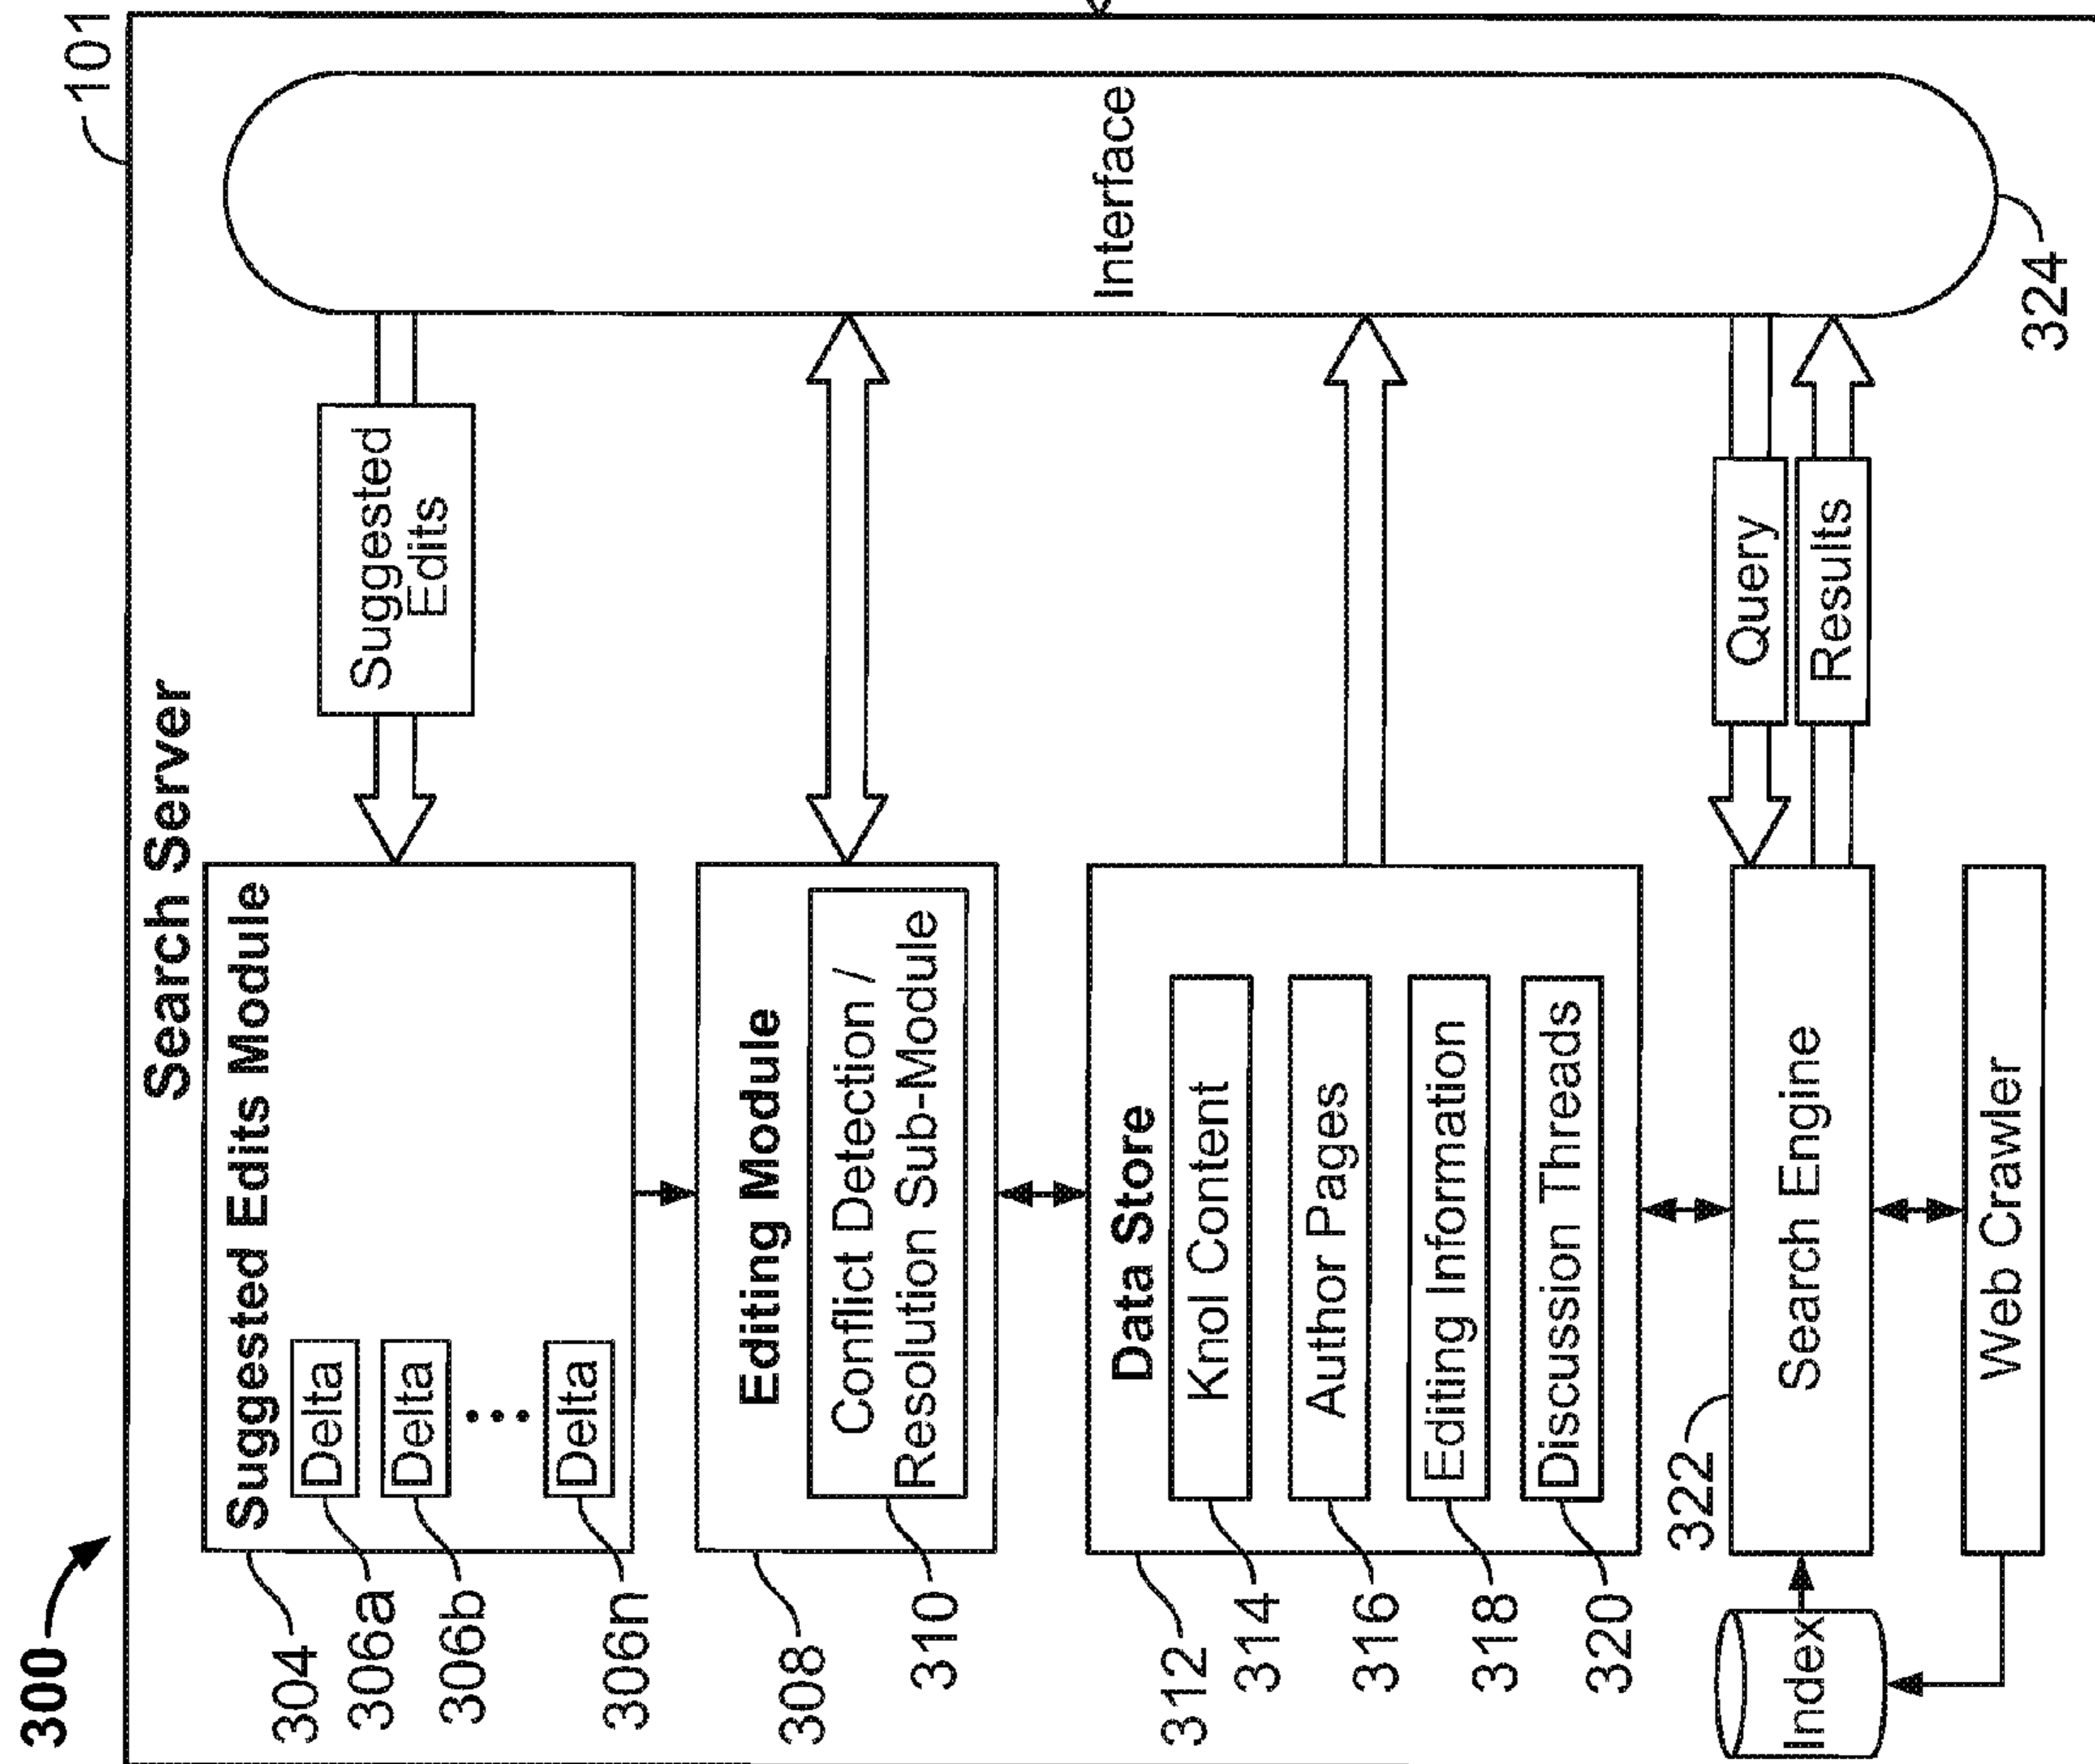 300
101
Search Server
304
Suggested Edits Module
306a
Delta
306b
Delta
306n
Delta
Suggested
Edits
308
Editing Module
310
Conflict Detection /
Resolution Sub-Module
312
Data Store
314
Knol Content
316
Author Pages
318
Editing Information
320
Discussion Threads
322
Search Engine
Query
Results
Index
Web Crawler
Interface
324